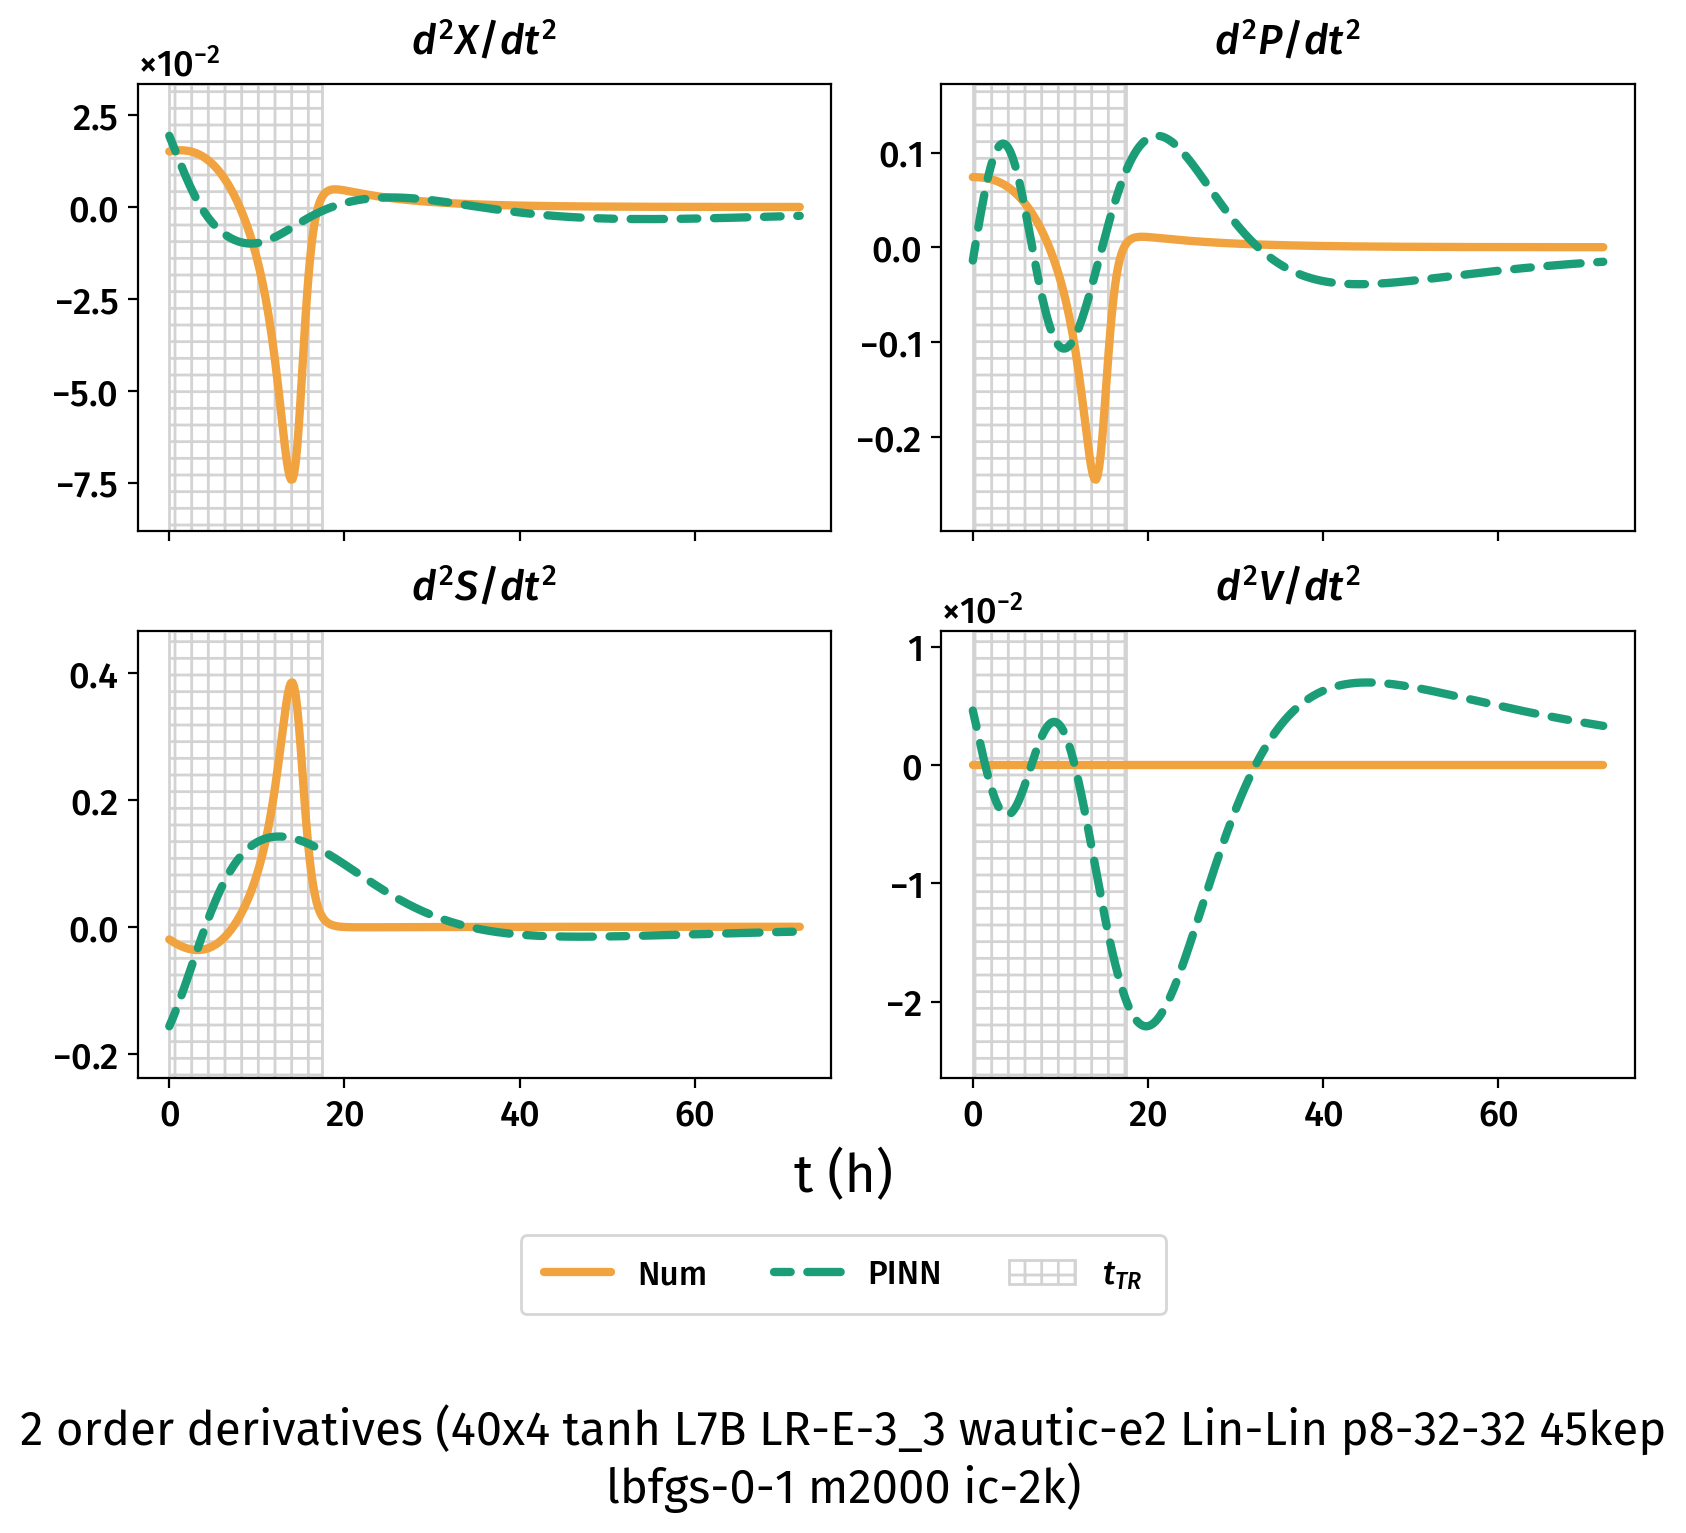 d²X/dt²
×10⁻²
2.5
0.0
−2.5
−5.0
−7.5
d²P/dt²
0.1
0.0
−0.1
−0.2
d²S/dt²
0.4
0.2
0.0
−0.2
0 20 40 60
d²V/dt²
×10⁻²
1
0
−1
−2
0 20 40 60
t (h)
Num PINN t_TR
2 order derivatives (40x4 tanh L7B LR-E-3_3 wautic-e2 Lin-Lin p8-32-32 45kep
lbfgs-0-1 m2000 ic-2k)